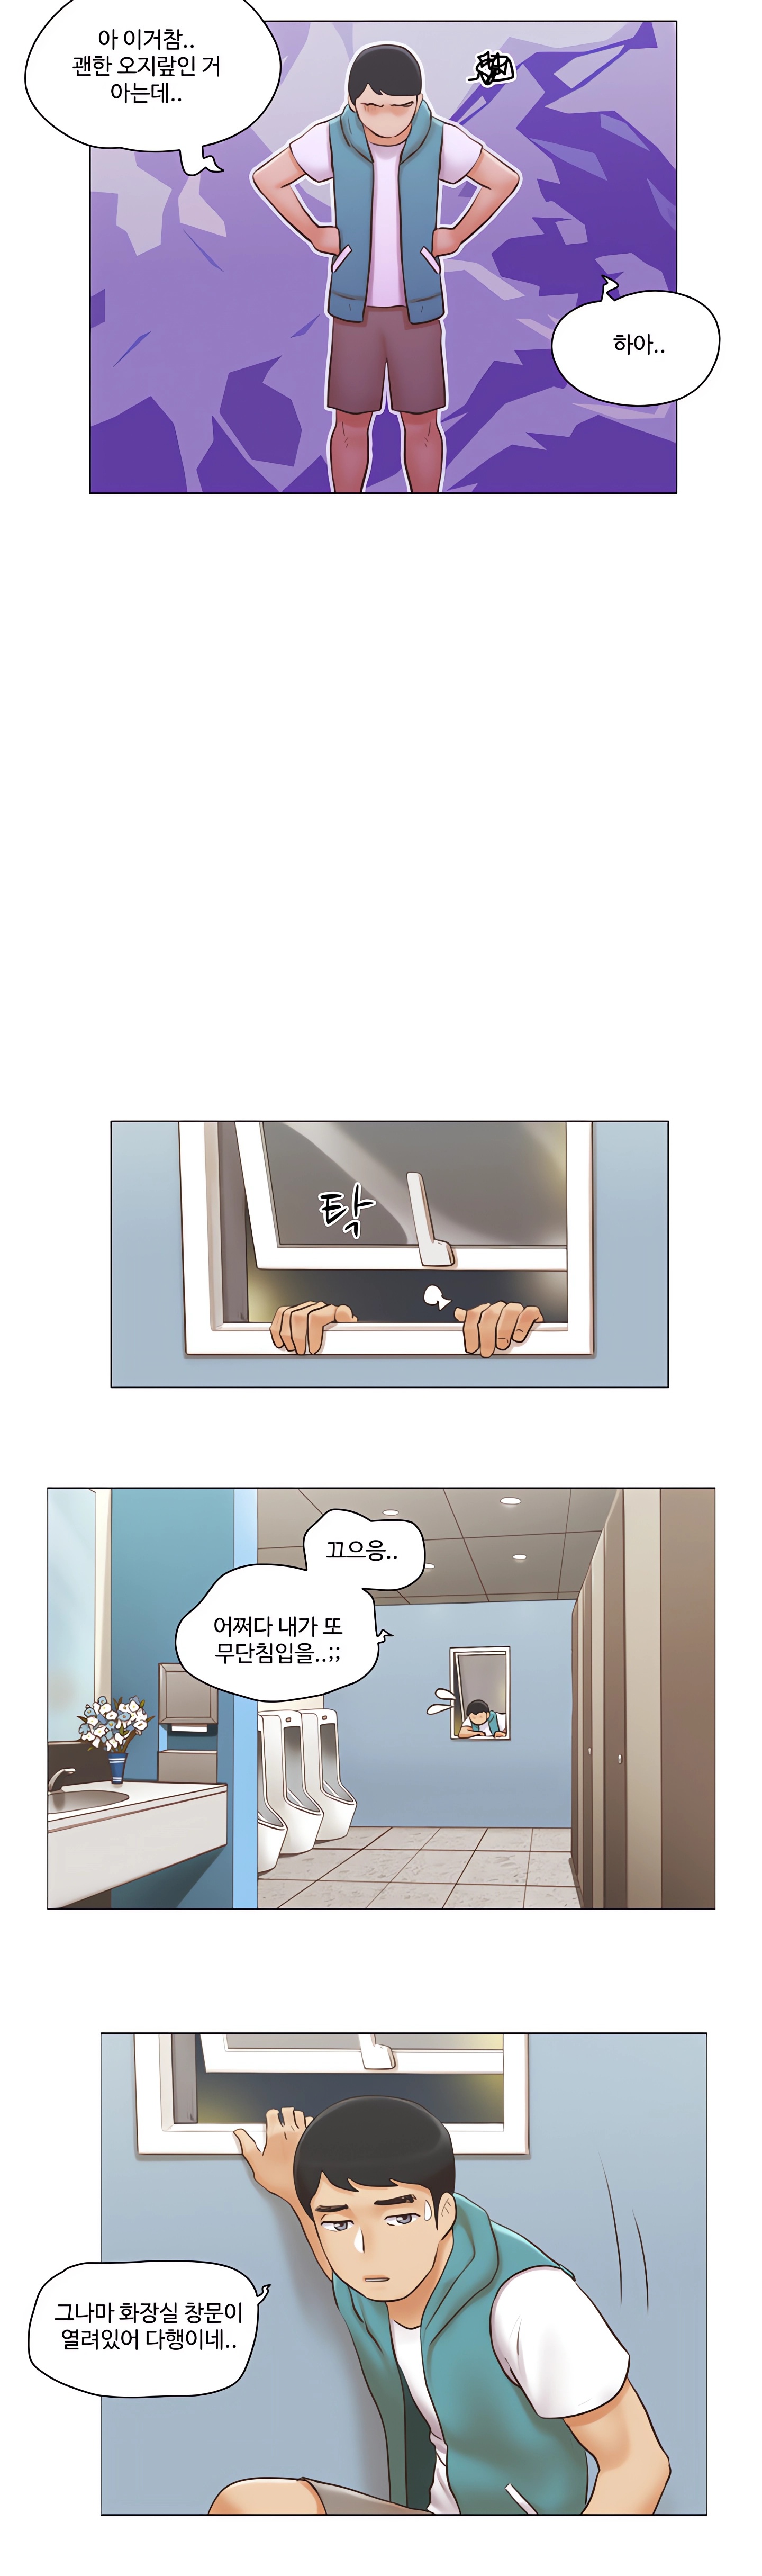 아 이거참..
괜한 오지랖인 거
아는데..
하아..
탁
끄으응..
어쩌다 내가 또
무단침입을..;;
그나마 화장실 창문이
열려있어 다행이네..